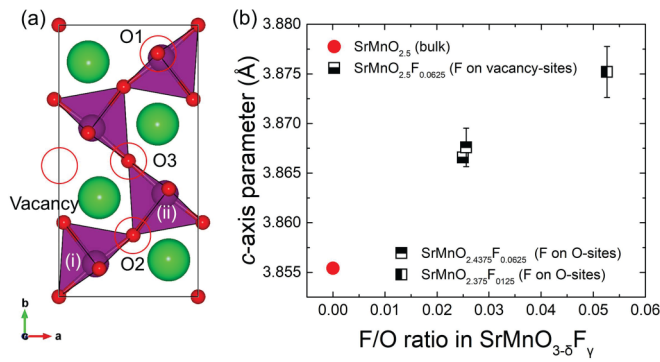 (a)
O1
O3
Vacancy
(ii)
(i)
O2
b
c
a
(b)
3.880
3.875
3.870
3.865
3.860
3.855
c-axis parameter (Å)
SrMnO2.5 (bulk)
SrMnO2.5F0.0625 (F on vacancy-sites)
SrMnO2.4375F0.0625 (F on O-sites)
SrMnO2.375F0125 (F on O-sites)
0.00 0.01 0.02 0.03 0.04 0.05 0.06
F/O ratio in SrMnO3-δFγ